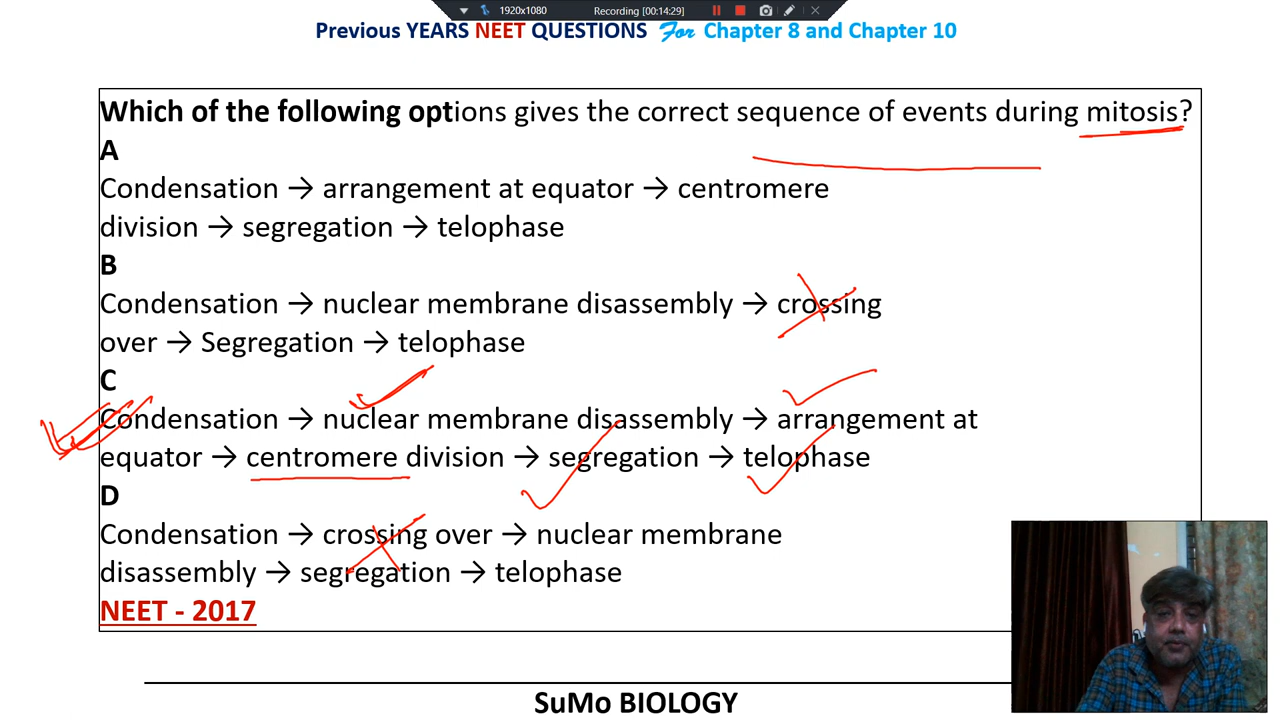 1920x1080 Recording [00:14:29]
Previous YEARS NEET QUESTIONS For Chapter 8 and Chapter 10
Which of the following options gives the correct sequence of events during mitosis?
A
Condensation → arrangement at equator → centromere
division → segregation → telophase
B
Condensation → nuclear membrane disassembly → crossing
over → Segregation → telophase
C
Condensation → nuclear membrane disassembly → arrangement at
equator → centromere division → segregation → telophase
D
Condensation → crossing over → nuclear membrane
disassembly → segregation → telophase
NEET - 2017
SuMo BIOLOGY